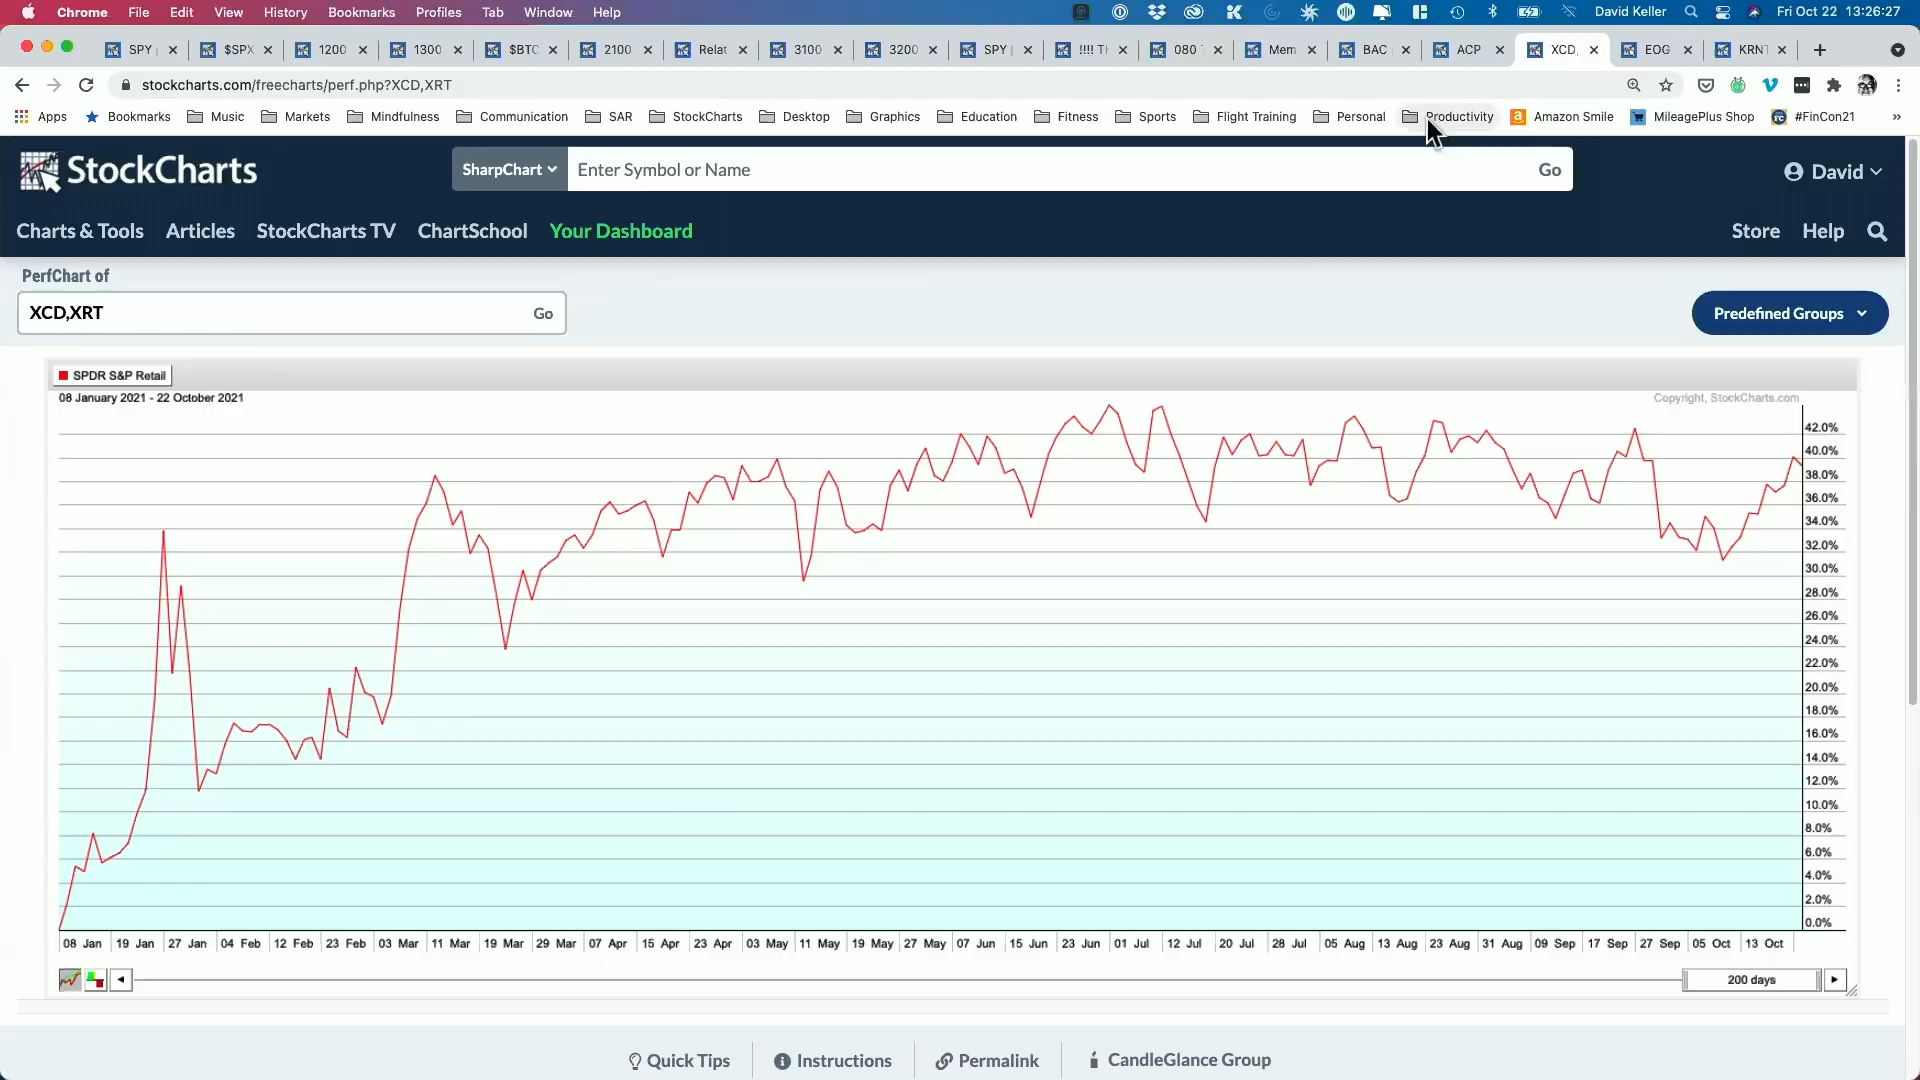 Chrome File Edit View History Bookmarks Profiles Tab Window Help David Keller Fri Oct 22 13:26:27
SPY $SPX 1200 1300 $BTC 2100 Relat 3100 3200 SPY !!!! Tl 080 Mem BAC ACP XCD, EOG KRNT
stockcharts.com/freecharts/perf.php?XCD,XRT
Apps Bookmarks Music Markets Mindfulness Communication SAR StockCharts Desktop Graphics Education Fitness Sports Flight Training Personal Productivity Amazon Smile MileagePlus Shop #FinCon21 »
StockCharts SharpChart Enter Symbol or Name Go David
Charts & Tools Articles StockCharts TV ChartSchool Your Dashboard Store Help
PerfChart of
XCD,XRT Go Predefined Groups
SPDR S&P Retail
08 January 2021 - 22 October 2021 Copyright, StockCharts.com
42.0%
40.0%
38.0%
36.0%
34.0%
32.0%
30.0%
28.0%
26.0%
24.0%
22.0%
20.0%
18.0%
16.0%
14.0%
12.0%
10.0%
8.0%
6.0%
4.0%
2.0%
0.0%
08 Jan 19 Jan 27 Jan 04 Feb 12 Feb 23 Feb 03 Mar 11 Mar 19 Mar 29 Mar 07 Apr 15 Apr 23 Apr 03 May 11 May 19 May 27 May 07 Jun 15 Jun 23 Jun 01 Jul 12 Jul 20 Jul 28 Jul 05 Aug 13 Aug 23 Aug 31 Aug 09 Sep 17 Sep 27 Sep 05 Oct 13 Oct
200 days
Quick Tips Instructions Permalink CandleGlance Group